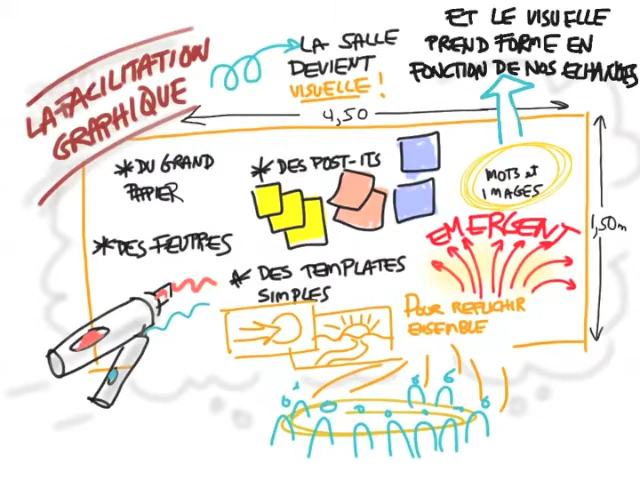 LA FACILITATION
GRAPHIQUE
LA SALLE
DEVIENT
VISUELLE !
ET LE VISUELLE
PREND FORME EN
FONCTION DE NOS ECHANGES
4,50
* DU GRAND
PAPIER
* DES POST-ITS
MOTS et
IMAGES
EMERGENT
1,50m
* DES FEUTRES
* DES TEMPLATES
SIMPLES
POUR REFLICHIR
ENSEMBLE